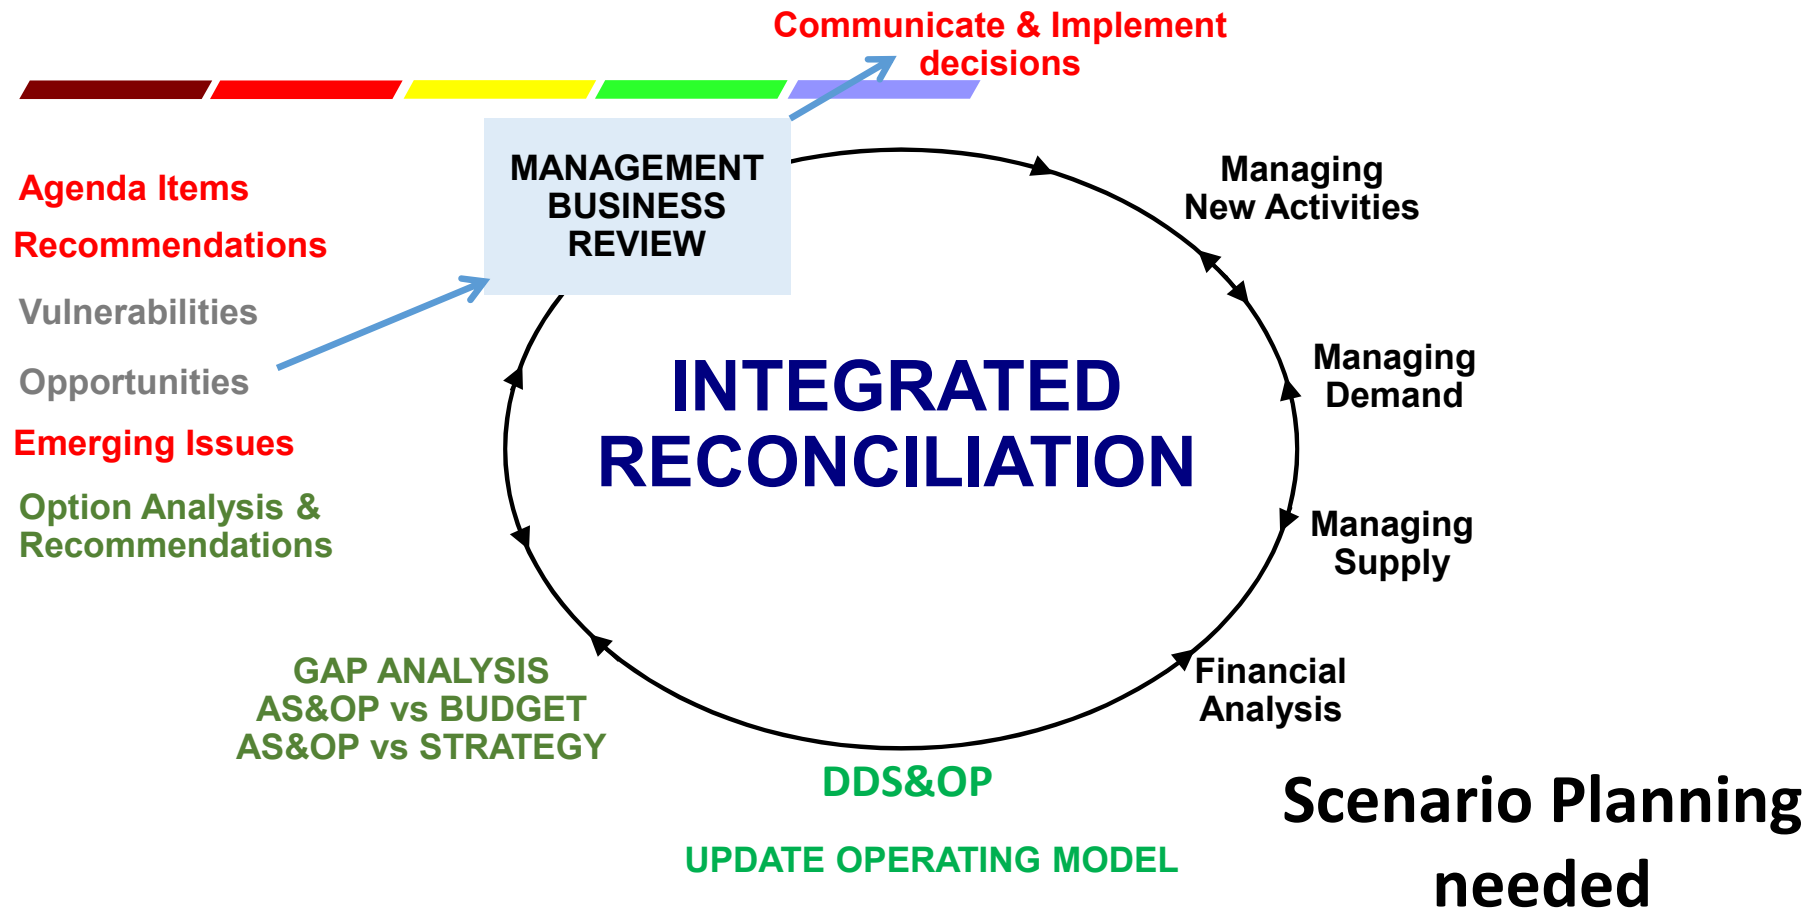 Communicate & Implement
decisions
MANAGEMENT
BUSINESS
REVIEW
Agenda Items
Recommendations
Vulnerabilities
Opportunities
Emerging Issues
Option Analysis &
Recommendations
Managing
New Activities
INTEGRATED
RECONCILIATION
Managing
Demand
Managing
Supply
Financial
Analysis
GAP ANALYSIS
AS&OP vs BUDGET
AS&OP vs STRATEGY
DDS&OP
UPDATE OPERATING MODEL
Scenario Planning
needed